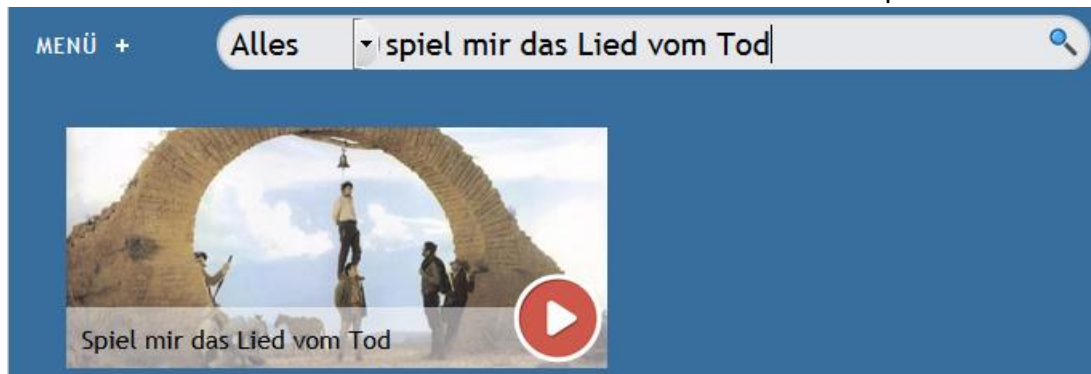 MENÜ + Alles spiel mir das Lied vom Tod
Spiel mir das Lied vom Tod